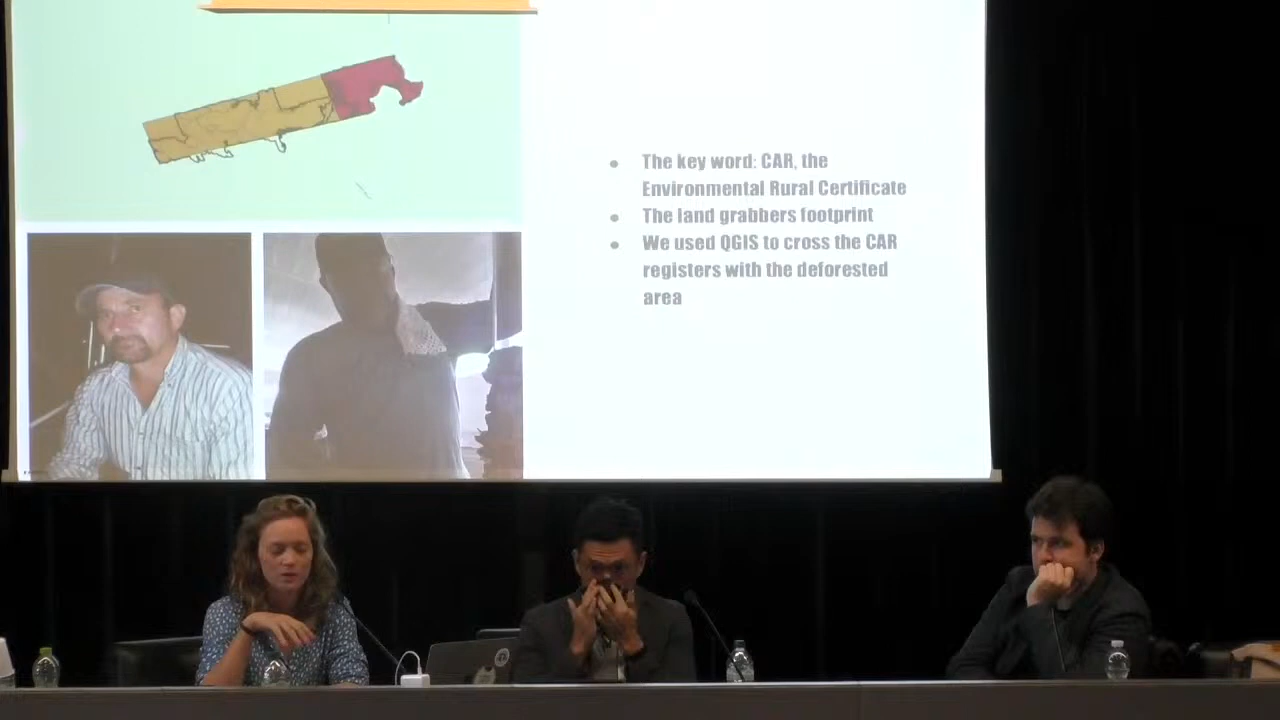 The key word: CAR, the
Environmental Rural Certificate
The land grabbers footprint
We used QGIS to cross the CAR
registers with the deforested
area